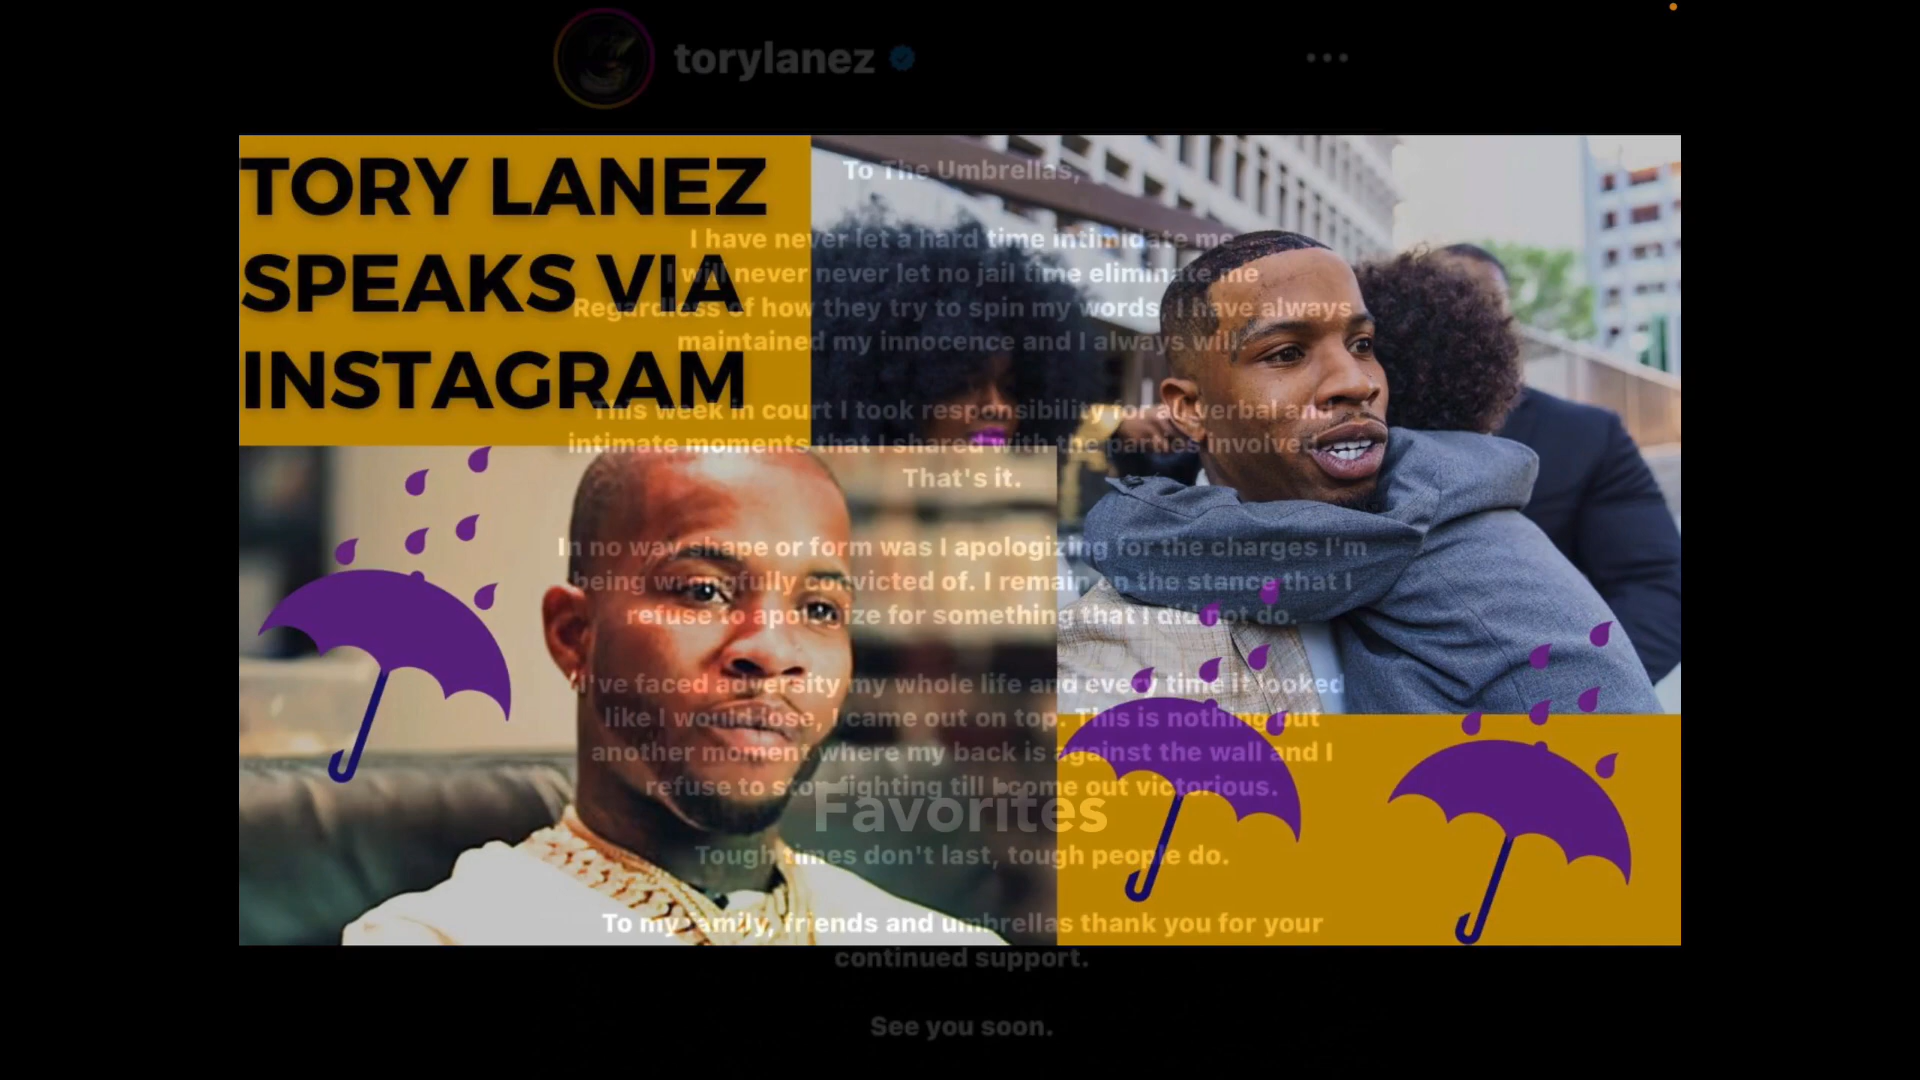 torylanez
TORY LANEZ
SPEAKS VIA
INSTAGRAM
To The Umbrellas,
I have never let a hard time intimidate me
I will never never let no jail time eliminate me
Regardless of how they try to spin my words, I have always
maintained my innocence and I always will.
This week in court I took responsibility for all verbal and
intimate moments that I shared with the parties involved.
That's it.
In no way shape or form was I apologizing for the charges I'm
being wrongfully convicted of. I remain on the stance that I
refuse to apologize for something that I did not do.
I've faced adversity my whole life and every time it looked
like I would lose, I came out on top. This is nothing but
another moment where my back is against the wall and I
refuse to stop fighting till I come out victorious.
Favorites
Tough times don't last, tough people do.
To my family, friends and umbrellas thank you for your
continued support.
See you soon.